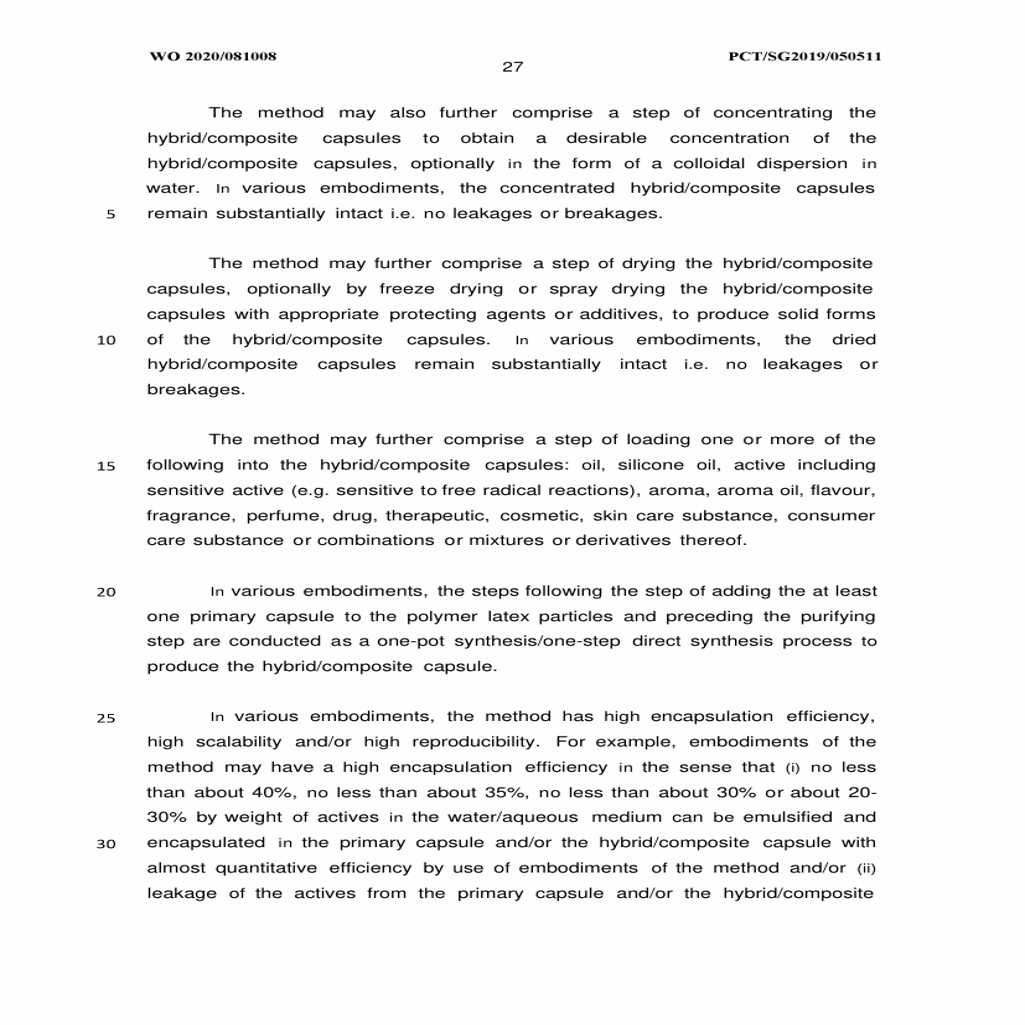 WO 2020/081008
PCT/SG2019/050511
27
The method may also further comprise a step of concentrating the
hybrid/composite capsules to obtain a desirable concentration of the
hybrid/composite capsules, optionally in the form of a colloidal dispersion in
water. In various embodiments, the concentrated hybrid/composite capsules
5 remain substantially intact i.e. no leakages or breakages.
The method may further comprise a step of drying the hybrid/composite
capsules, optionally by freeze drying or spray drying the hybrid/composite
capsules with appropriate protecting agents or additives, to produce solid forms
10 of the hybrid/composite capsules. In various embodiments, the dried
hybrid/composite capsules remain substantially intact i.e. no leakages or
breakages.
The method may further comprise a step of loading one or more of the
15 following into the hybrid/composite capsules: oil, silicone oil, active including
sensitive active (e.g. sensitive to free radical reactions), aroma, aroma oil, flavour,
fragrance, perfume, drug, therapeutic, cosmetic, skin care substance, consumer
care substance or combinations or mixtures or derivatives thereof.
20 In various embodiments, the steps following the step of adding the at least
one primary capsule to the polymer latex particles and preceding the purifying
step are conducted as a one-pot synthesis/one-step direct synthesis process to
produce the hybrid/composite capsule.
25 In various embodiments, the method has high encapsulation efficiency,
high scalability and/or high reproducibility. For example, embodiments of the
method may have a high encapsulation efficiency in the sense that (i) no less
than about 40%, no less than about 35%, no less than about 30% or about 20-
30% by weight of actives in the water/aqueous medium can be emulsified and
30 encapsulated in the primary capsule and/or the hybrid/composite capsule with
almost quantitative efficiency by use of embodiments of the method and/or (ii)
leakage of the actives from the primary capsule and/or the hybrid/composite